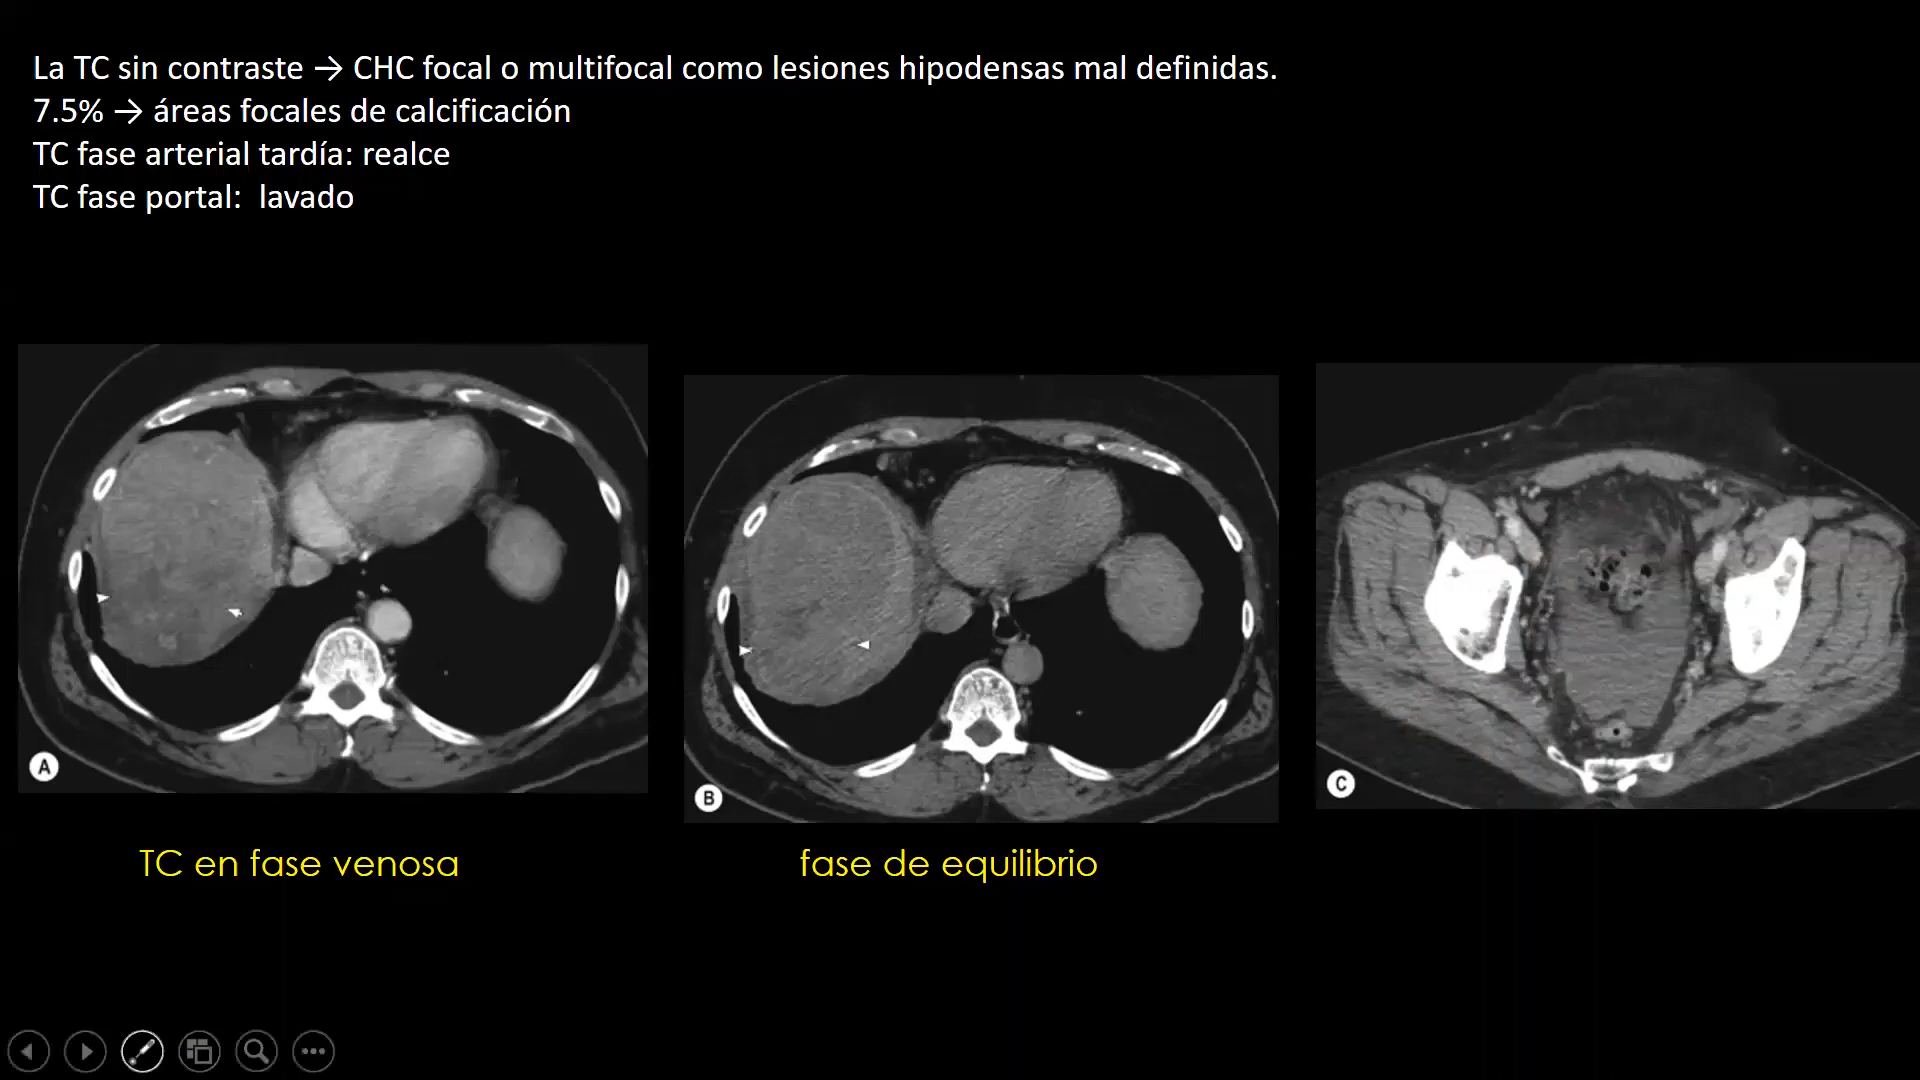 La TC sin contraste → CHC focal o multifocal como lesiones hipodensas mal definidas.
7.5% → áreas focales de calcificación
TC fase arterial tardía: realce
TC fase portal:  lavado
A
B
C
TC en fase venosa
fase de equilibrio